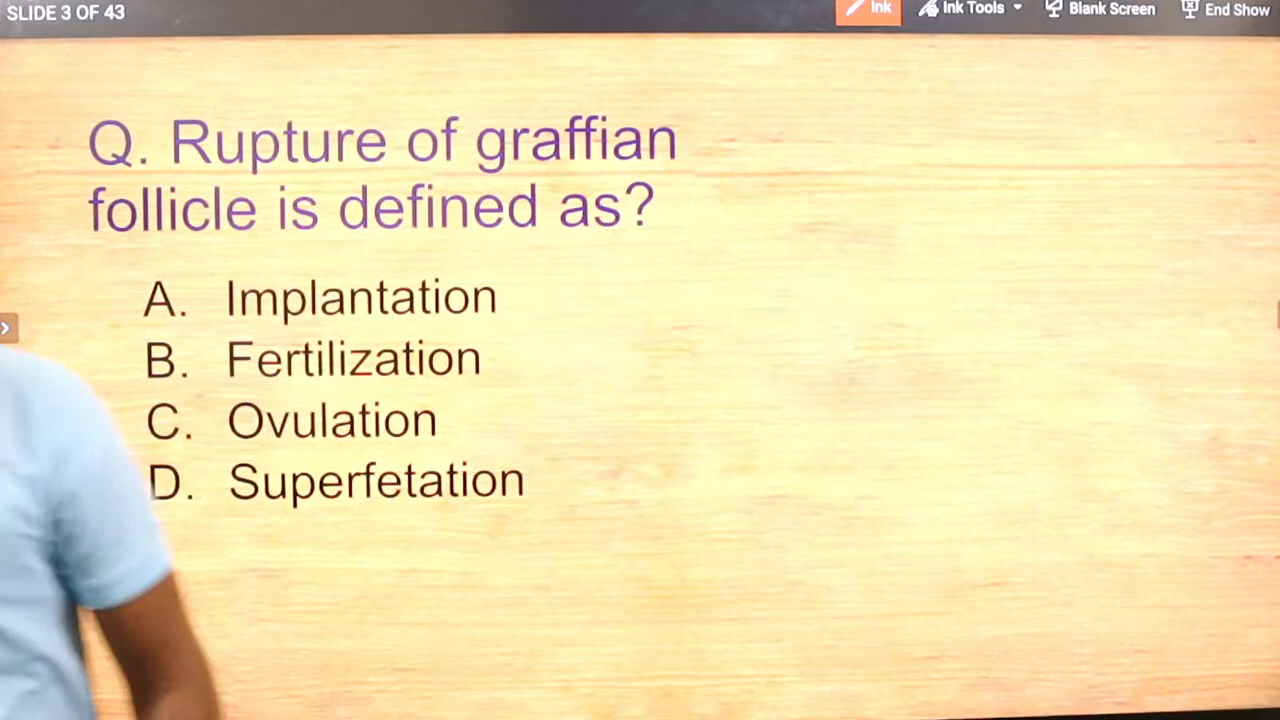 SLIDE 3 OF 43
Ink
Ink Tools
Blank Screen
End Show
Q. Rupture of graffian
follicle is defined as?
A. Implantation
B. Fertilization
C. Ovulation
D. Superfetation